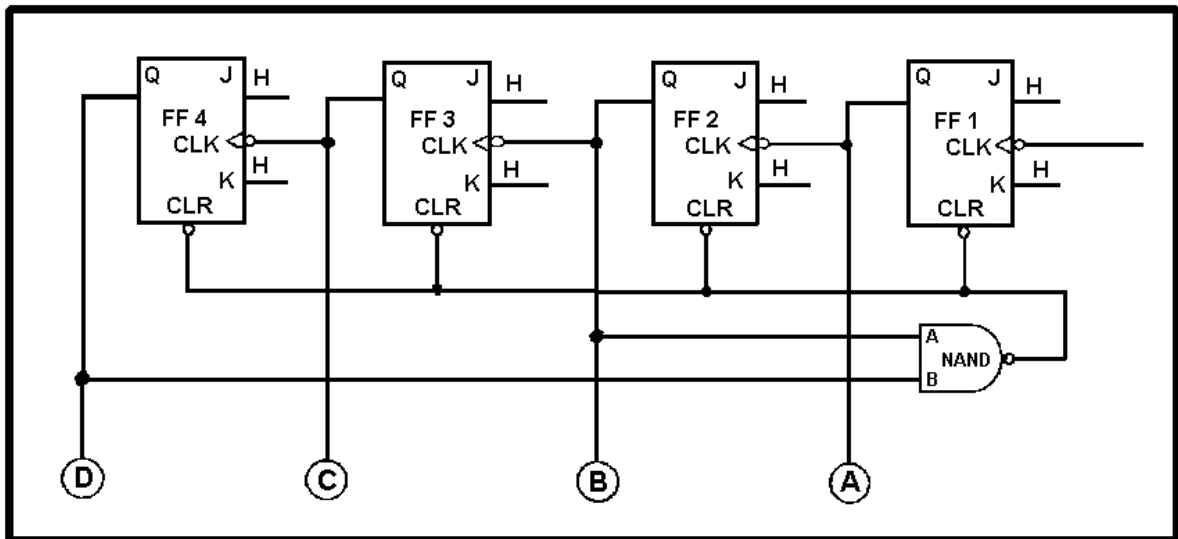 Q J H
FF 4
CLK
H
K
CLR
Q J H
FF 3
CLK
H
K
CLR
Q J H
FF 2
CLK
H
K
CLR
Q J H
FF 1
CLK
H
K
CLR
A
NAND
B
D
C
B
A